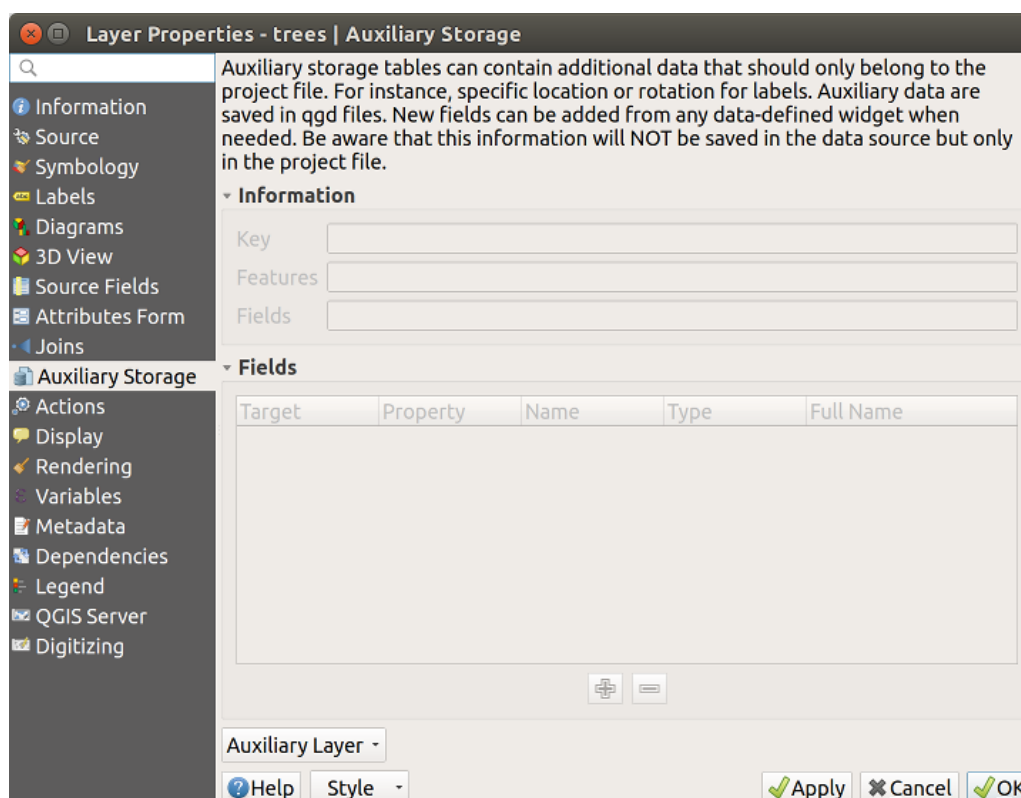 Layer Properties - trees | Auxiliary Storage
Information
Source
Symbology
Labels
Diagrams
3D View
Source Fields
Attributes Form
Joins
Auxiliary Storage
Actions
Display
Rendering
Variables
Metadata
Dependencies
Legend
QGIS Server
Digitizing
Auxiliary storage tables can contain additional data that should only belong to the
project file. For instance, specific location or rotation for labels. Auxiliary data are
saved in qgd files. New fields can be added from any data-defined widget when
needed. Be aware that this information will NOT be saved in the data source but only
in the project file.
Information
Key
Features
Fields
Fields
Target Property Name Type Full Name
Auxiliary Layer
Help Style Apply Cancel OK